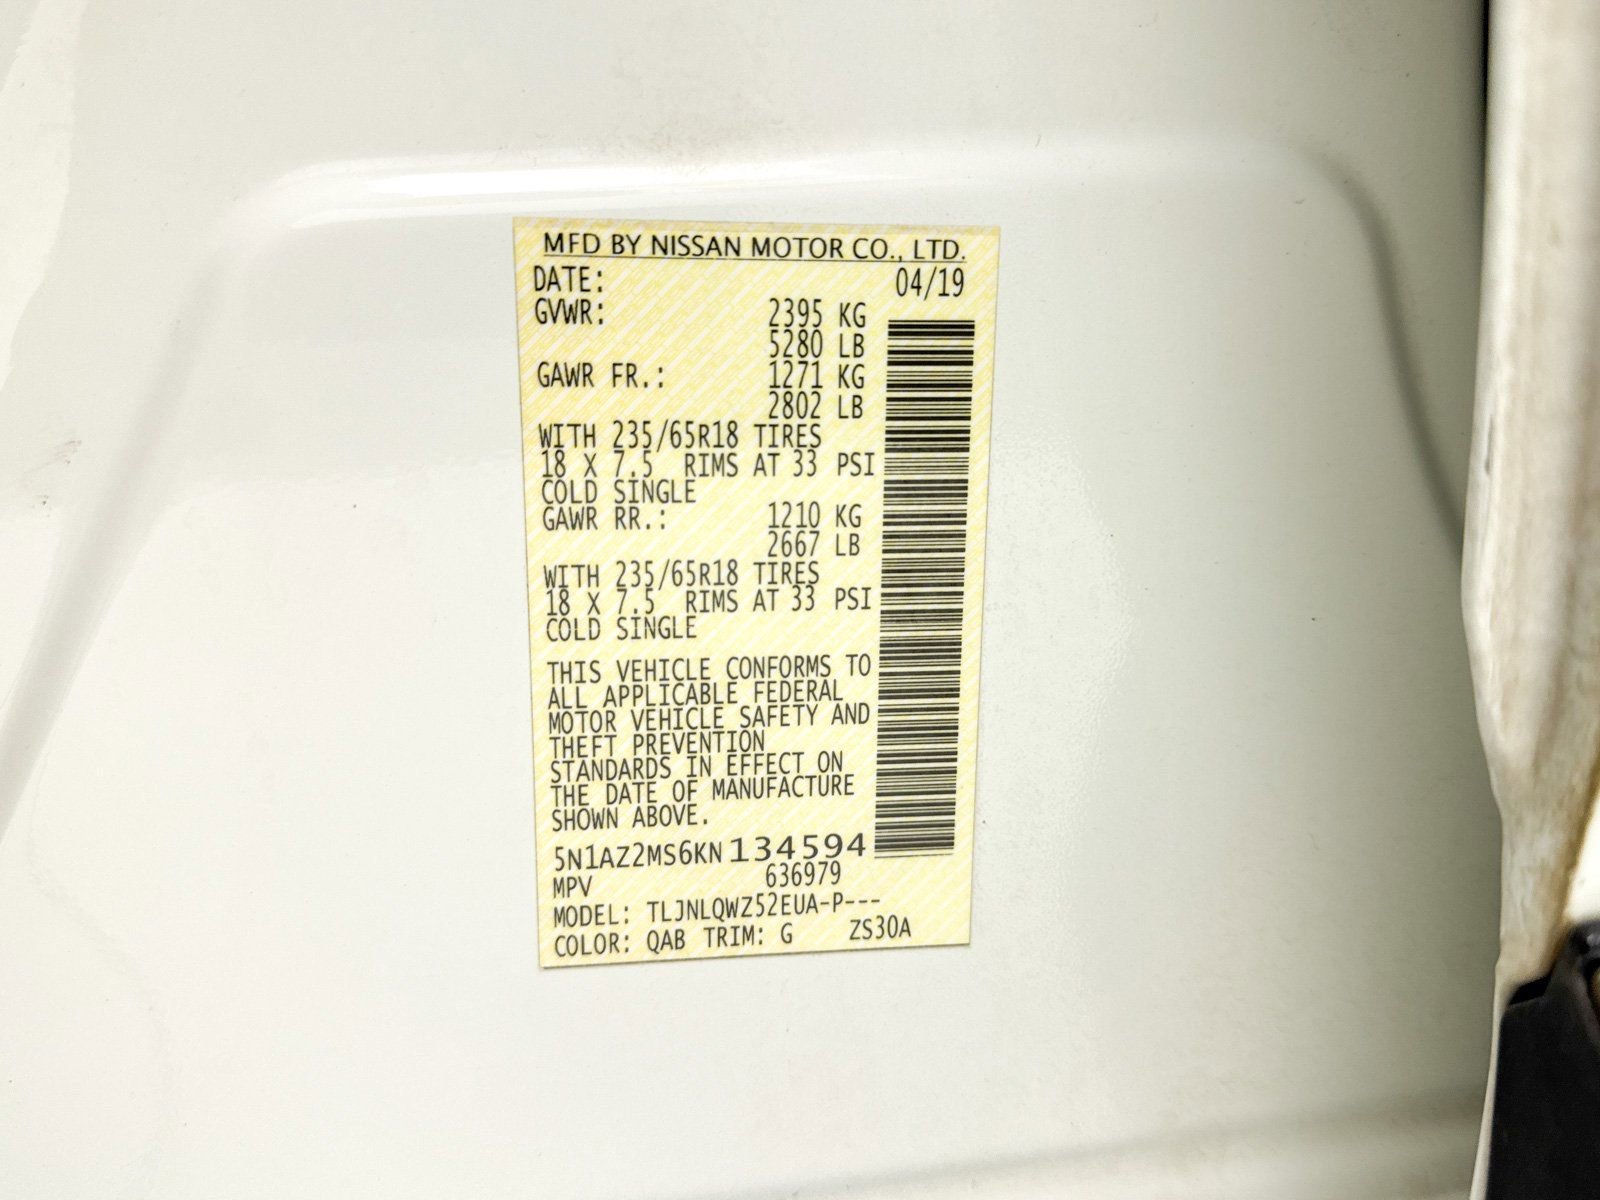 MFD BY NISSAN MOTOR CO., LTD.
DATE: 04/19
GVWR: 2395 KG
5280 LB
GAWR FR.: 1271 KG
2802 LB
WITH 235/65R18 TIRES
18 X 7.5 RIMS AT 33 PSI
COLD SINGLE
GAWR RR.: 1210 KG
2667 LB
WITH 235/65R18 TIRES
18 X 7.5 RIMS AT 33 PSI
COLD SINGLE
THIS VEHICLE CONFORMS TO
ALL APPLICABLE FEDERAL
MOTOR VEHICLE SAFETY AND
THEFT PREVENTION
STANDARDS IN EFFECT ON
THE DATE OF MANUFACTURE
SHOWN ABOVE.
5N1AZ2MS6KN134594
MPV 636979
MODEL: TLJNLQWZ52EUA-P---
COLOR: QAB TRIM: G ZS30A